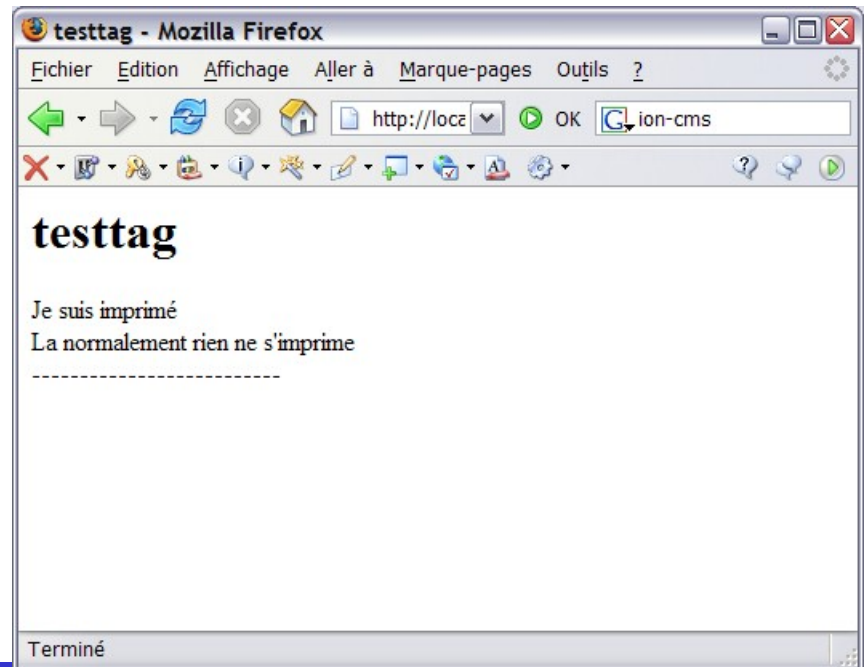 testtag - Mozilla Firefox
Fichier Edition Affichage Aller à Marque-pages Outils ?
http://loca OK G ion-cms
testtag
Je suis imprimé
La normalement rien ne s'imprime
--------------------------
Terminé